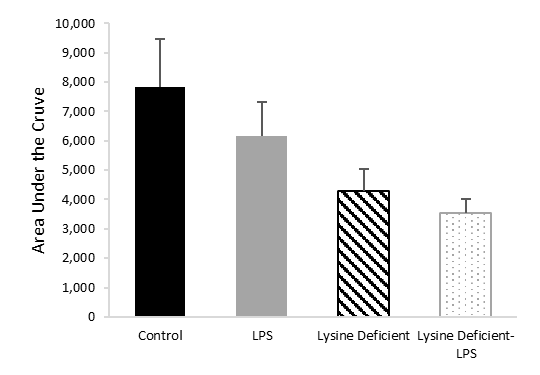 10,000
9,000
8,000
7,000
6,000
5,000
4,000
3,000
2,000
1,000
0
Area Under the Cruve
Control
LPS
Lysine Deficient
Lysine Deficient-
LPS